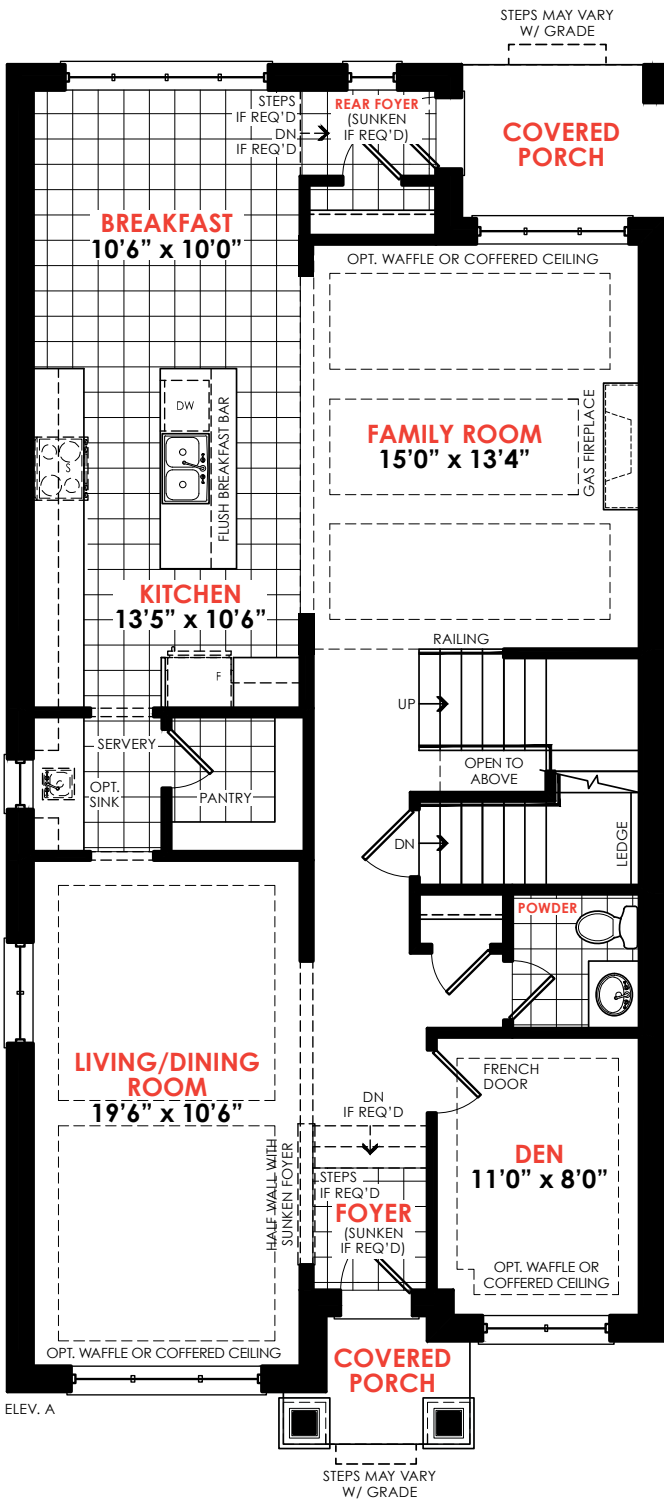 STEPS MAY VARY
W/ GRADE
STEPS
IF REQ'D
DN
IF REQ'D
REAR FOYER
(SUNKEN
IF REQ'D)
COVERED
PORCH
BREAKFAST
10'6" x 10'0"
OPT. WAFFLE OR COFFERED CEILING
DW
FLUSH BREAKFAST BAR
S
FAMILY ROOM
15'0" x 13'4"
GAS FIREPLACE
KITCHEN
13'5" x 10'6"
F
RAILING
UP
OPEN TO
ABOVE
SERVERY
OPT.
SINK
PANTRY
DN
LEDGE
POWDER
LIVING/DINING
ROOM
19'6" x 10'6"
FRENCH
DOOR
DN
IF REQ'D
HALF WALL WITH
SUNKEN FOYER
STEPS
IF REQ'D
FOYER
(SUNKEN
IF REQ'D)
DEN
11'0" x 8'0"
OPT. WAFFLE OR
COFFERED CEILING
OPT. WAFFLE OR COFFERED CEILING
COVERED
PORCH
ELEV. A
STEPS MAY VARY
W/ GRADE